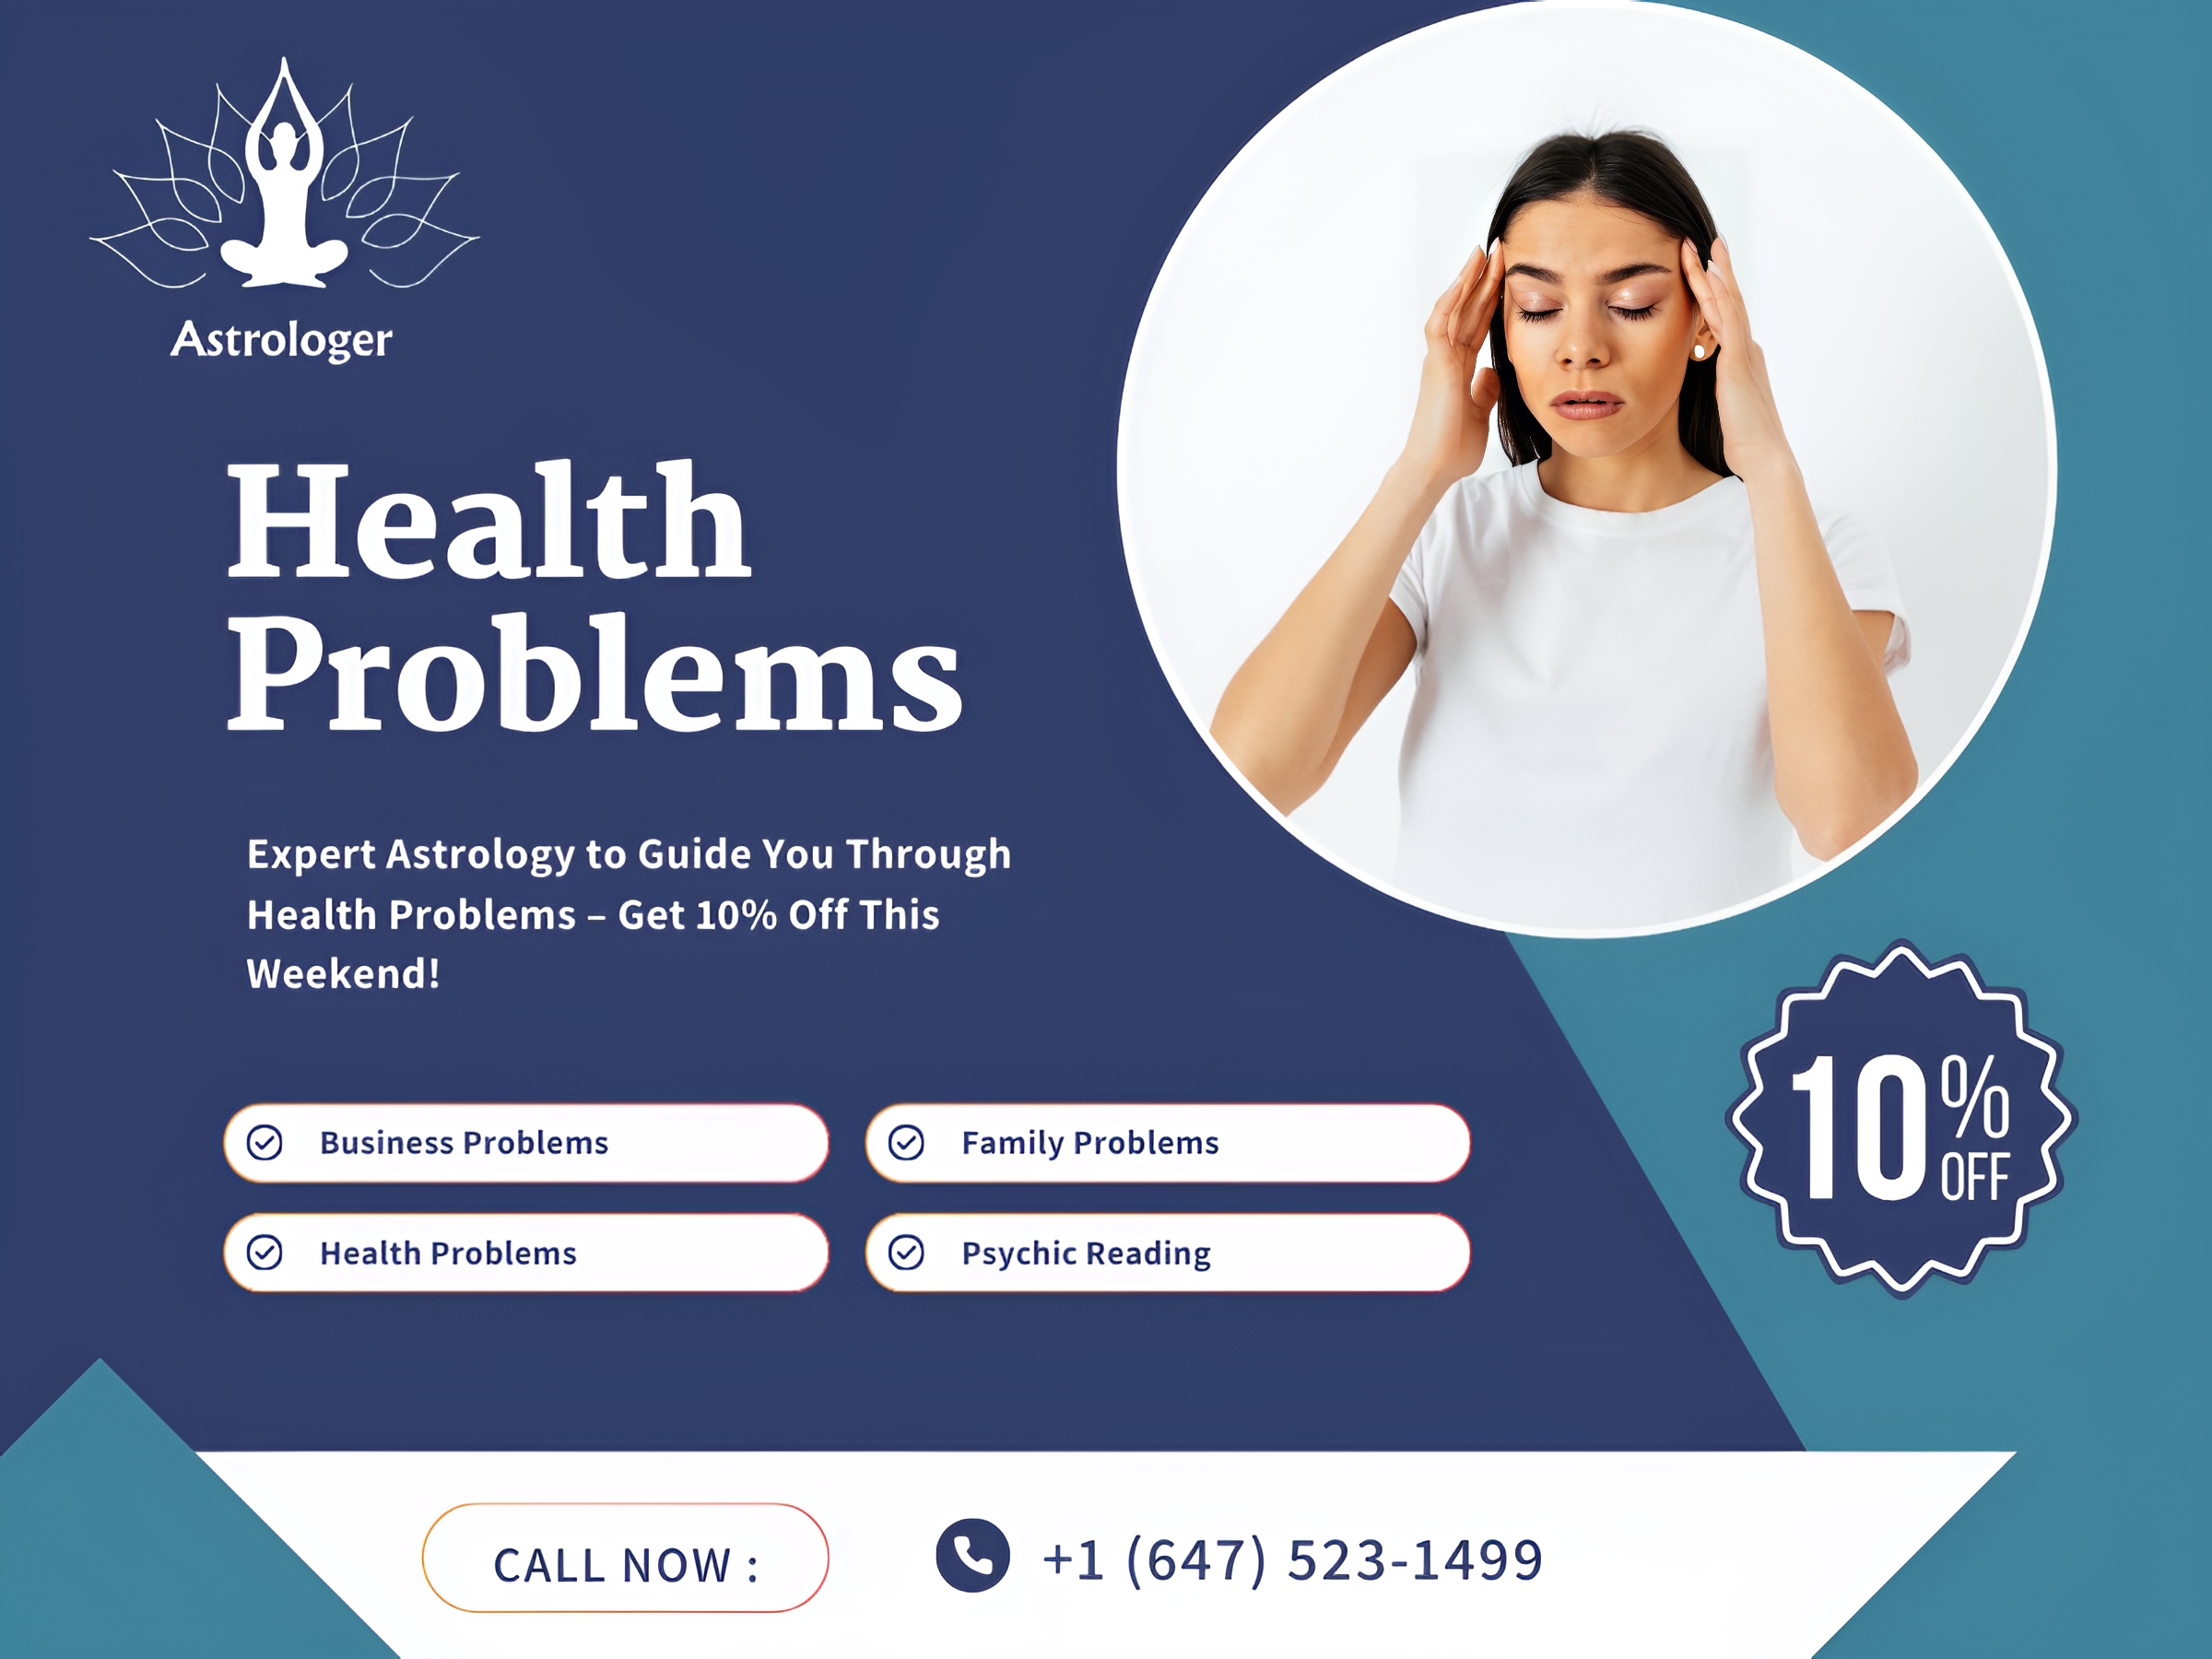 Astrologer
Health
Problems
Expert Astrology to Guide You Through
Health Problems – Get 10% Off This
Weekend!
Business Problems
Family Problems
Health Problems
Psychic Reading
10%
OFF
CALL NOW :
+1 (647) 523-1499